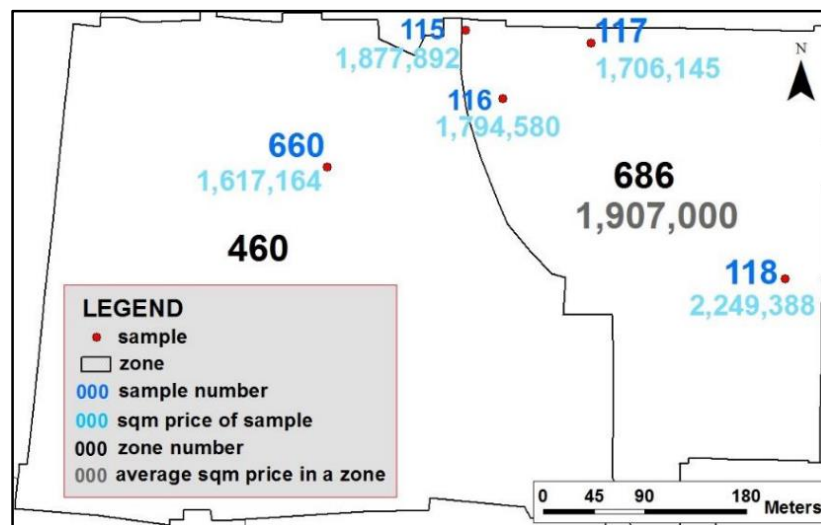 115
1,877,892
117
1,706,145
N
116
1,794,580
660
1,617,164
686
1,907,000
460
118
2,249,388
LEGEND
sample
zone
000 sample number
000 sqm price of sample
000 zone number
000 average sqm price in a zone
0 45 90 180 Meters